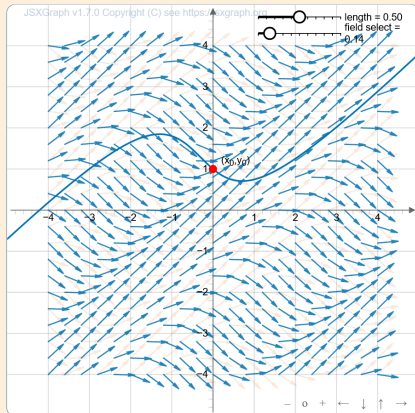 JSXGraph v1.7.0 Copyright (C) see https://jsxgraph.org
length = 0.50
field select =
0.14
4
3
2
(x₀,y₀)
1
−4 −3 −2 −1 0 1 2 3 4
−1
−2
−3
−4
− o + ← ↓ ↑ →